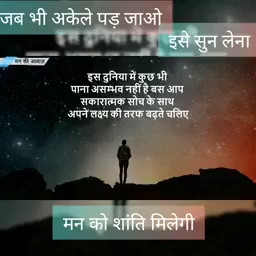 जब भी अकेले पड़ जाओ
इसे सुन लेना
मन की आवाज़
इस दुनिया में कुछ भी
पाना असम्भव नहीं है बस आप
सकारात्मक सोच के साथ
अपने लक्ष्य की तरफ बढ़ते चलिए
मन को शांति मिलेगी